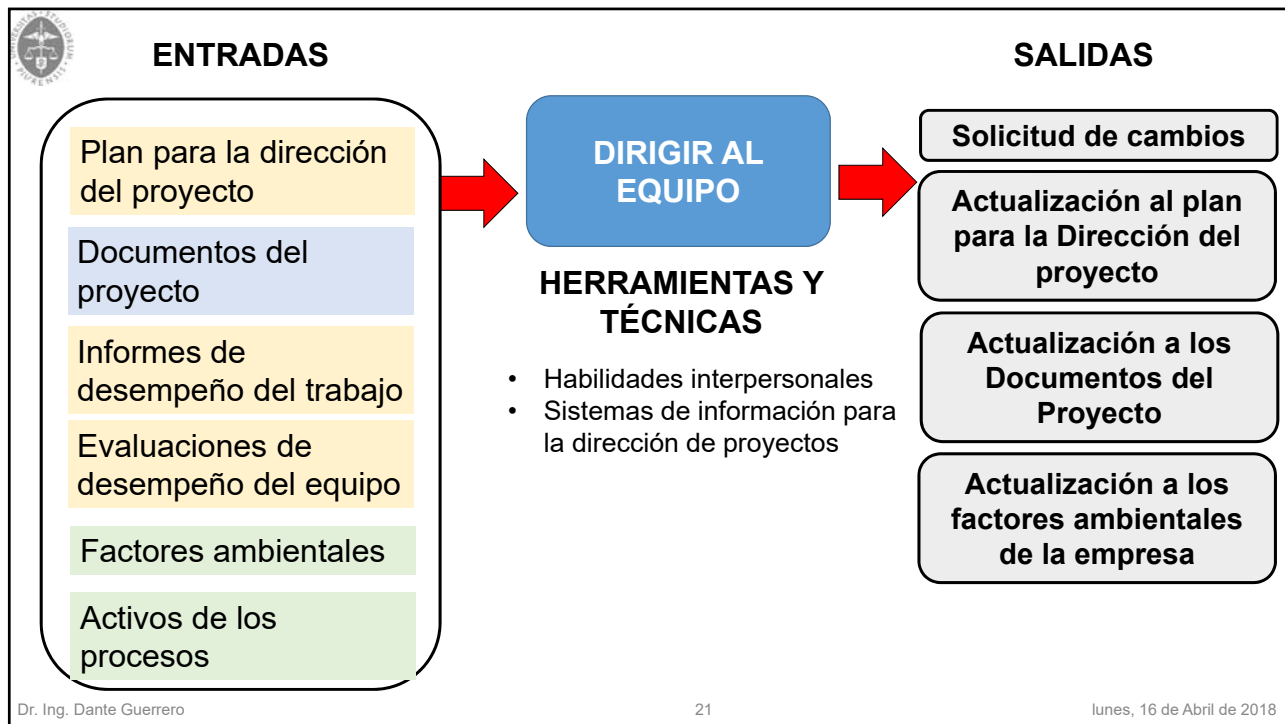 ENTRADAS
Plan para la dirección
del proyecto
Documentos del
proyecto
Informes de
desempeño del trabajo
Evaluaciones de
desempeño del equipo
Factores ambientales
Activos de los
procesos
DIRIGIR AL
EQUIPO
HERRAMIENTAS Y
TÉCNICAS
• Habilidades interpersonales
• Sistemas de información para
la dirección de proyectos
SALIDAS
Solicitud de cambios
Actualización al plan
para la Dirección del
proyecto
Actualización a los
Documentos del
Proyecto
Actualización a los
factores ambientales
de la empresa
Dr. Ing. Dante Guerrero
21
lunes, 16 de Abril de 2018